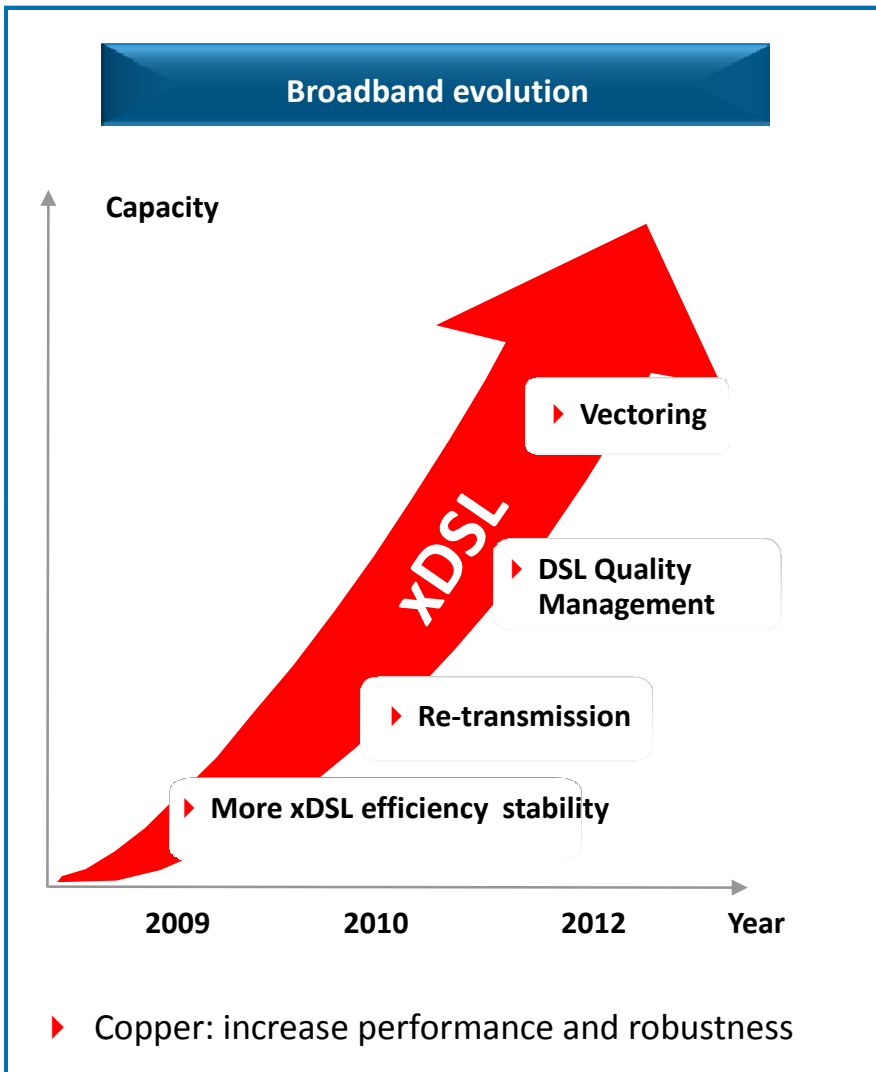 Broadband evolution
Capacity
Vectoring
xDSL
DSL Quality
Management
Re-transmission
More xDSL efficiency  stability
2009 2010 2012 Year
Copper: increase performance and robustness